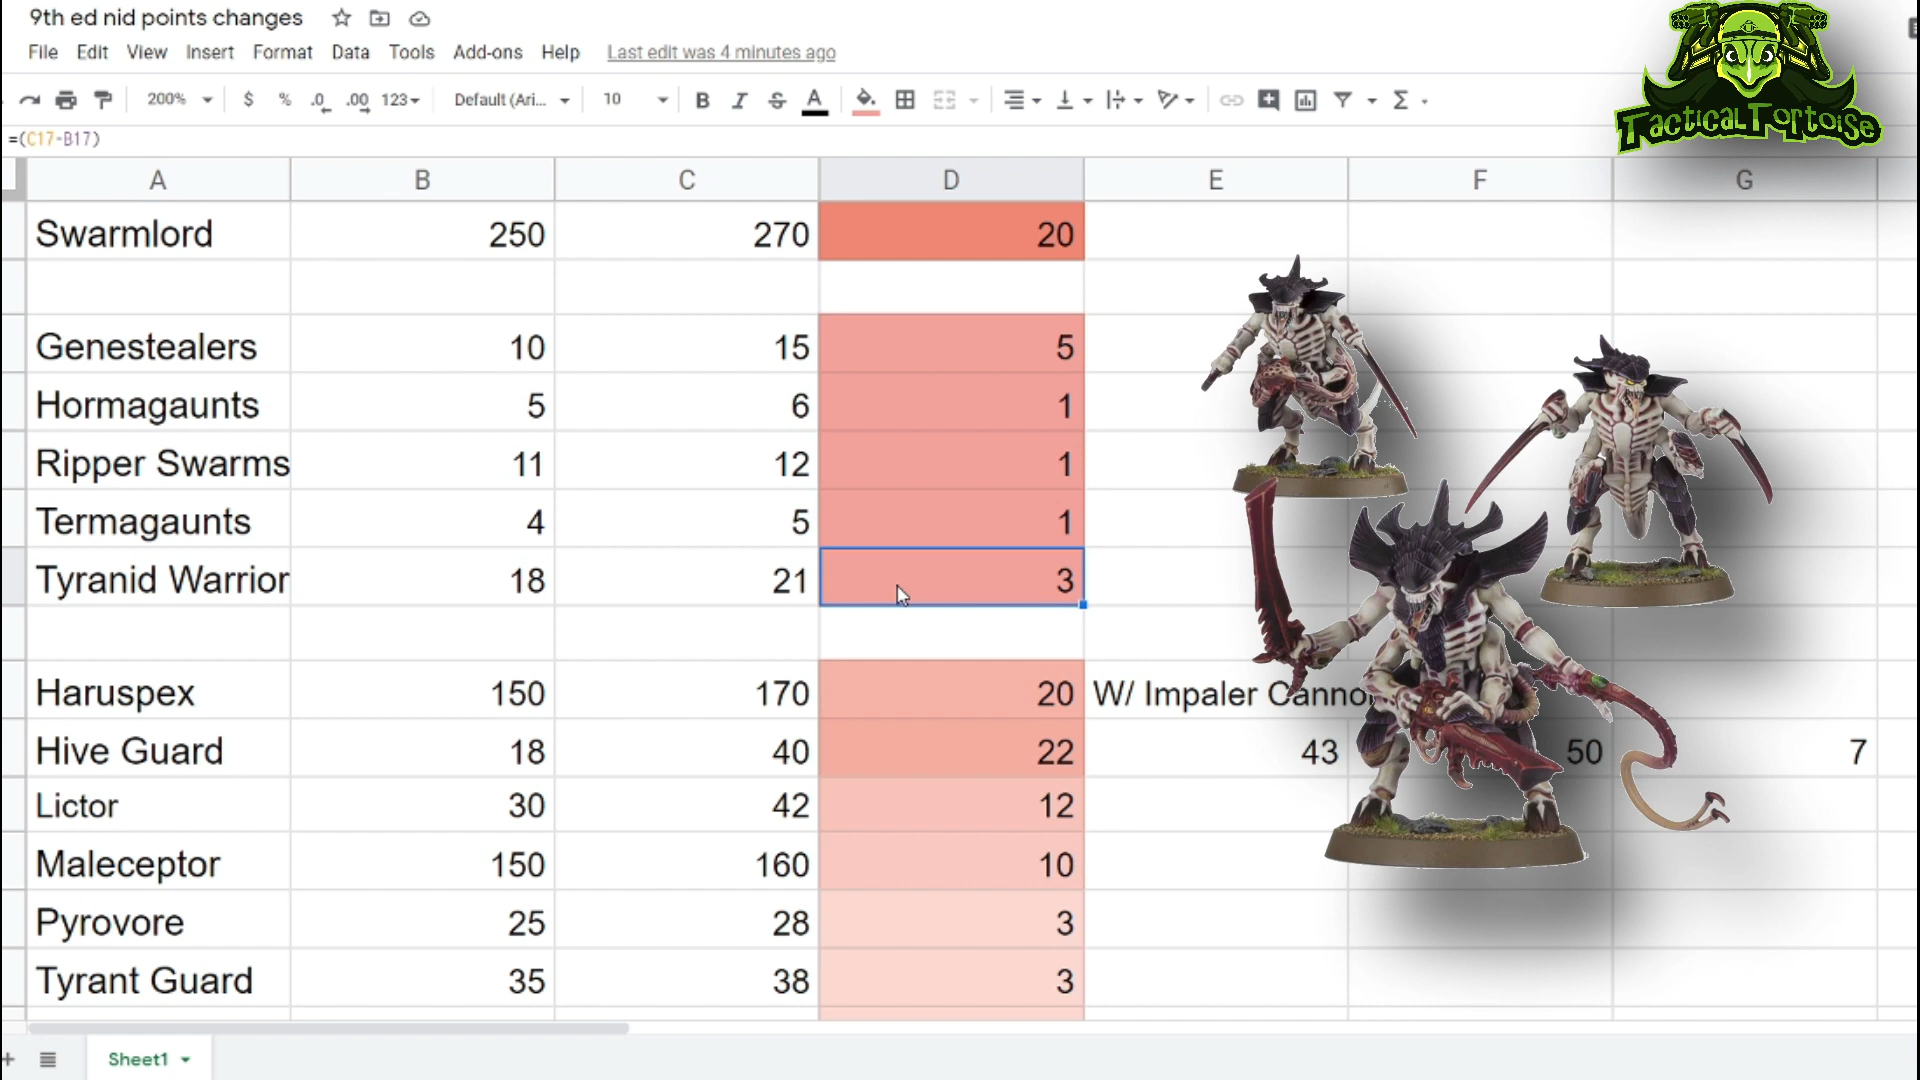 9th ed nid points changes
File Edit View Insert Format Data Tools Add-ons Help Last edit was 4 minutes ago
200% $ % .0 .00 123 Default (Ari... 10 B I S A
=(C17-B17)
TacticalTortoise
A B C D E F G
Swarmlord 250 270 20
Genestealers 10 15 5
Hormagaunts 5 6 1
Ripper Swarms 11 12 1
Termagaunts 4 5 1
Tyranid Warrior 18 21 3
Haruspex 150 170 20 W/ Impaler Canno
Hive Guard 18 40 22 43 50 7
Lictor 30 42 12
Maleceptor 150 160 10
Pyrovore 25 28 3
Tyrant Guard 35 38 3
Sheet1